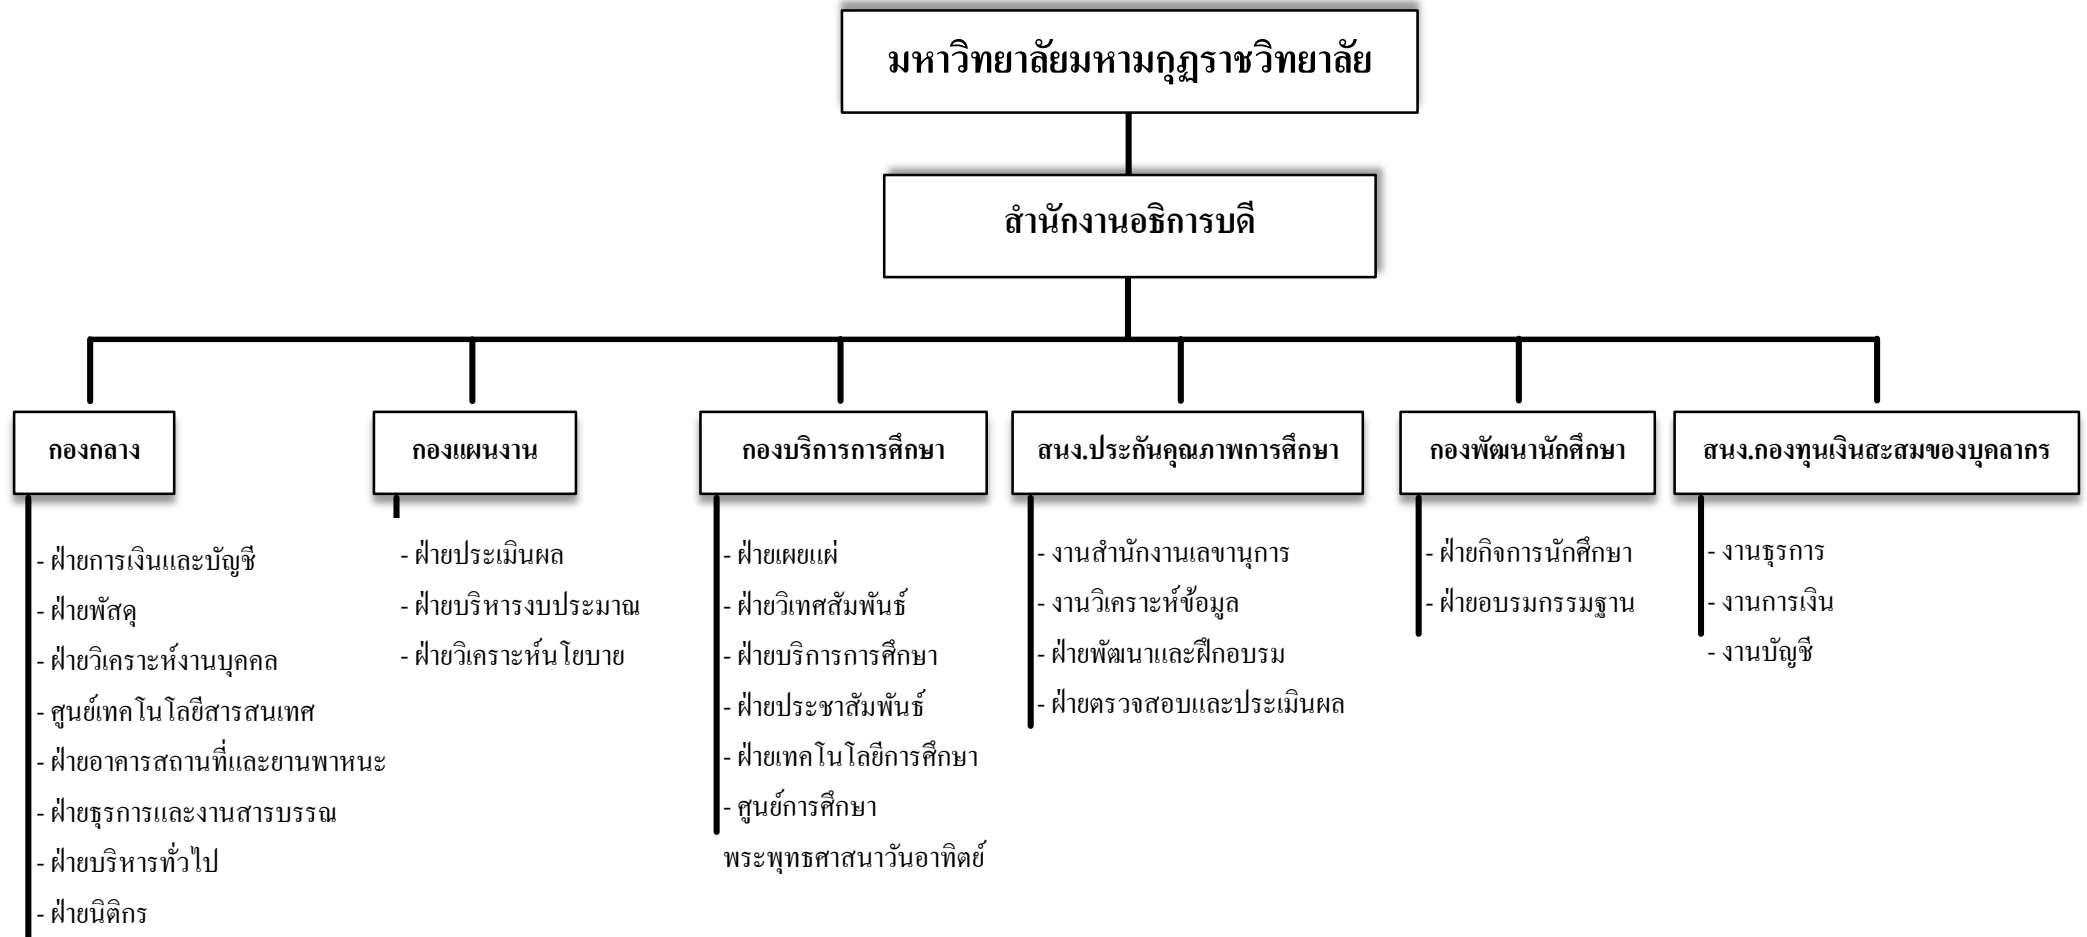 มหาวิทยาลัยมหามกุฏราชวิทยาลัย
สำนักงานอธิการบดี
กองกลาง
- ฝ่ายการเงินและบัญชี
- ฝ่ายพัสดุ
- ฝ่ายวิเคราะห์งานบุคคล
- ศูนย์เทคโนโลยีสารสนเทศ
- ฝ่ายอาคารสถานที่และยานพาหนะ
- ฝ่ายธุรการและงานสารบรรณ
- ฝ่ายบริหารทั่วไป
- ฝ่ายนิติกร
กองแผนงาน
- ฝ่ายประเมินผล
- ฝ่ายบริหารงบประมาณ
- ฝ่ายวิเคราะห์นโยบาย
กองบริการการศึกษา
- ฝ่ายเผยแผ่
- ฝ่ายวิเทศสัมพันธ์
- ฝ่ายบริการการศึกษา
- ฝ่ายประชาสัมพันธ์
- ฝ่ายเทคโนโลยีการศึกษา
- ศูนย์การศึกษา
พระพุทธศาสนาวันอาทิตย์
สนง.ประกันคุณภาพการศึกษา
- งานสำนักงานเลขานุการ
- งานวิเคราะห์ข้อมูล
- ฝ่ายพัฒนาและฝึกอบรม
- ฝ่ายตรวจสอบและประเมินผล
กองพัฒนานักศึกษา
- ฝ่ายกิจการนักศึกษา
- ฝ่ายอบรมกรรมฐาน
สนง.กองทุนเงินสะสมของบุคลากร
- งานธุรการ
- งานการเงิน
- งานบัญชี